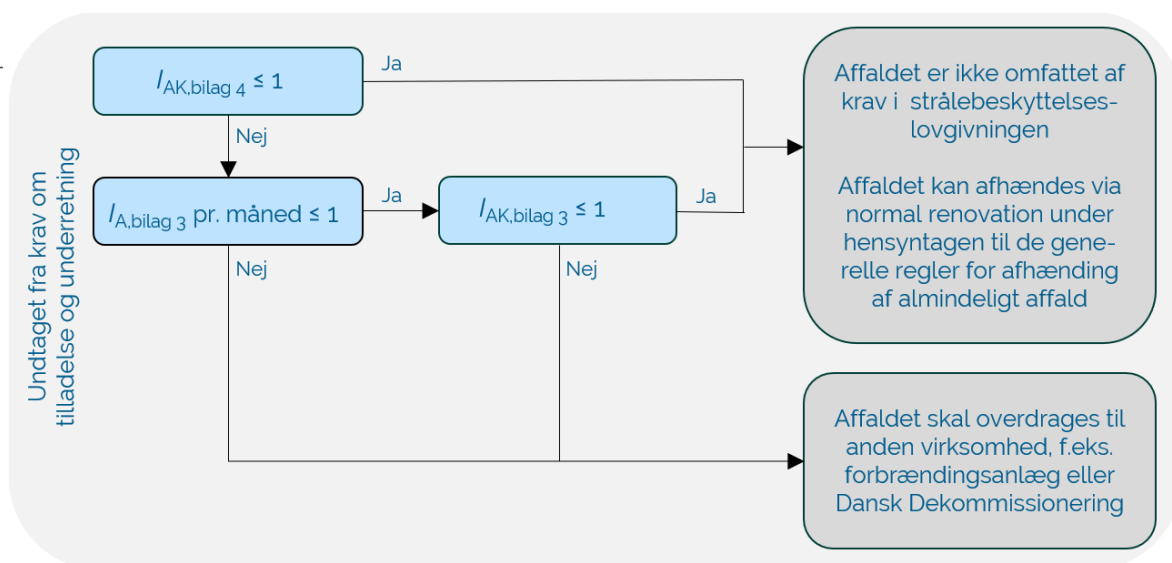 Undtaget fra krav om
tilladelse og underretning
I AK,bilag 4 ≤ 1
Ja
Nej
I A,bilag 3 pr. måned ≤ 1
Ja
I AK,bilag 3 ≤ 1
Ja
Nej
Nej
Affaldet er ikke omfattet af
krav i strålebeskyttelses-
lovgivningen
Affaldet kan afhændes via
normal renovation under
hensyntagen til de gene-
relle regler for afhænding
af almindeligt affald
Affaldet skal overdrages til
anden virksomhed, f.eks.
forbrændingsanlæg eller
Dansk Dekommissionering